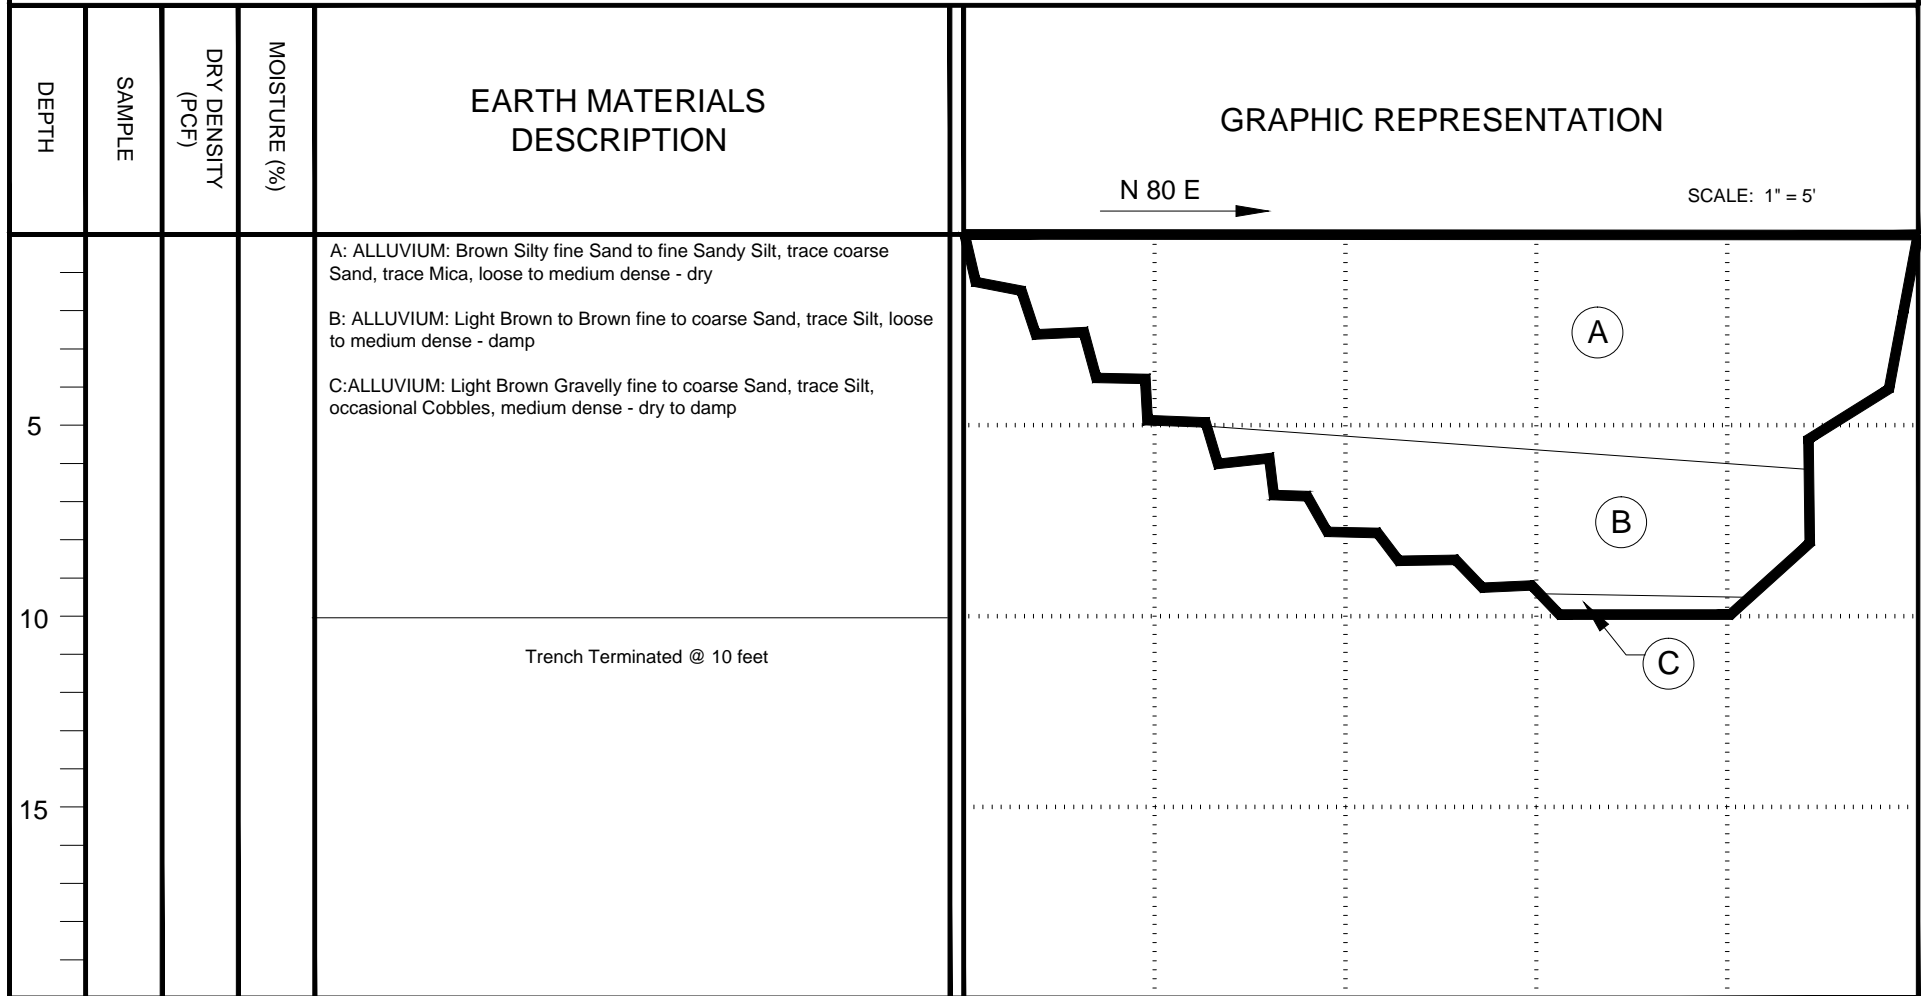 DEPTH
SAMPLE
DRY DENSITY
(PCF)
MOISTURE (%)
EARTH MATERIALS
DESCRIPTION
GRAPHIC REPRESENTATION
N 80 E
SCALE: 1" = 5'
A: ALLUVIUM: Brown Silty fine Sand to fine Sandy Silt, trace coarse
Sand, trace Mica, loose to medium dense - dry
B: ALLUVIUM: Light Brown to Brown fine to coarse Sand, trace Silt, loose
to medium dense - damp
C:ALLUVIUM: Light Brown Gravelly fine to coarse Sand, trace Silt,
occasional Cobbles, medium dense - dry to damp
Trench Terminated @ 10 feet
5
10
15
A
B
C